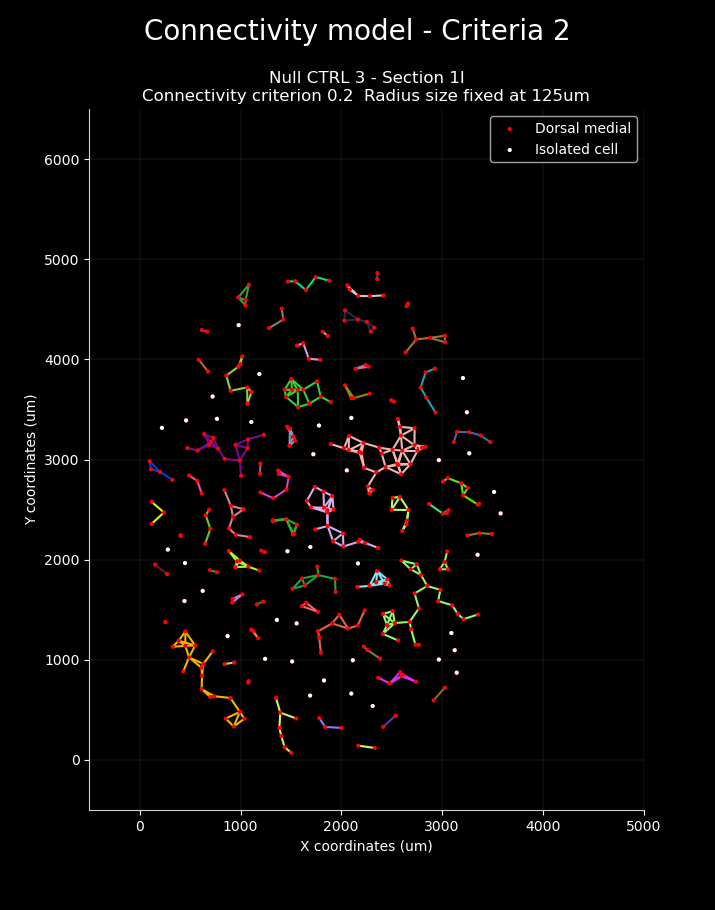 Connectivity model - Criteria 2
Null CTRL 3 - Section 1I
Connectivity criterion 0.2  Radius size fixed at 125um
Dorsal medial
Isolated cell
6000
5000
4000
3000
2000
1000
0
Y coordinates (um)
0
1000
2000
3000
4000
5000
X coordinates (um)